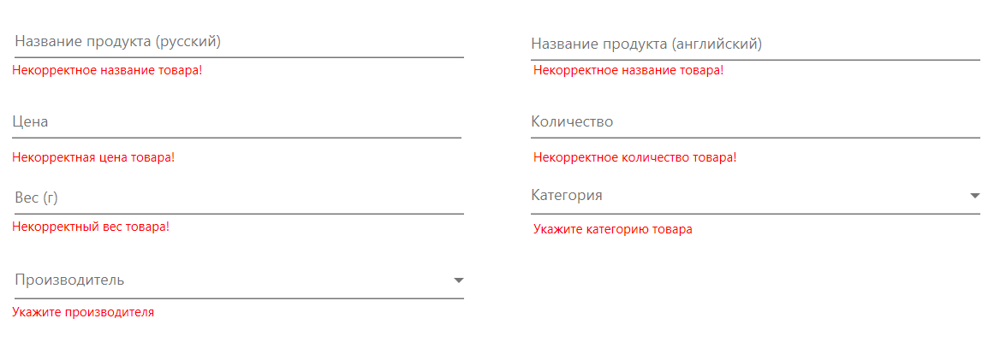 Название продукта (русский)
Название продукта (английский)
Некорректное название товара!
Некорректное название товара!
Цена
Количество
Некорректная цена товара!
Некорректное количество товара!
Вес (г)
Категория
Некорректный вес товара!
Укажите категорию товара
Производитель
Укажите производителя